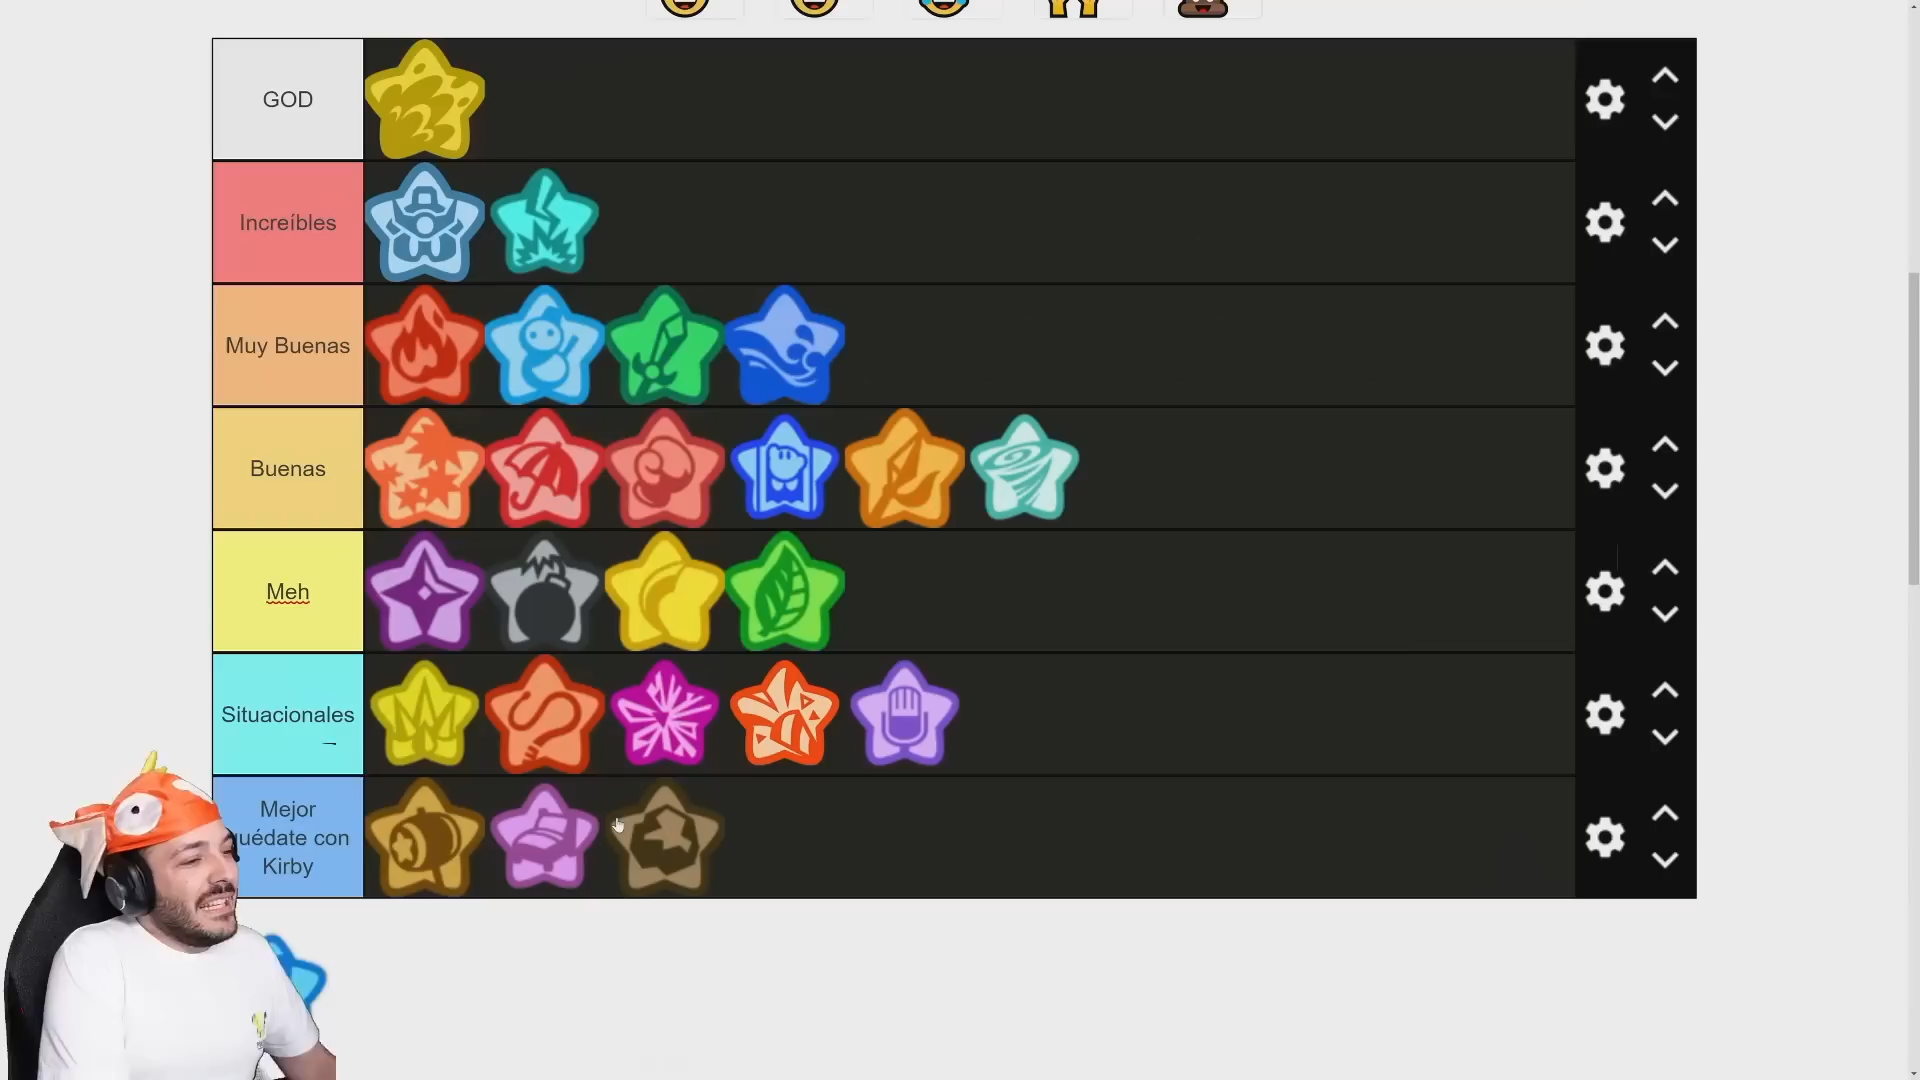 GOD
Increíbles
Muy Buenas
Buenas
Meh
Situacionales
Mejor
uédate con
Kirby